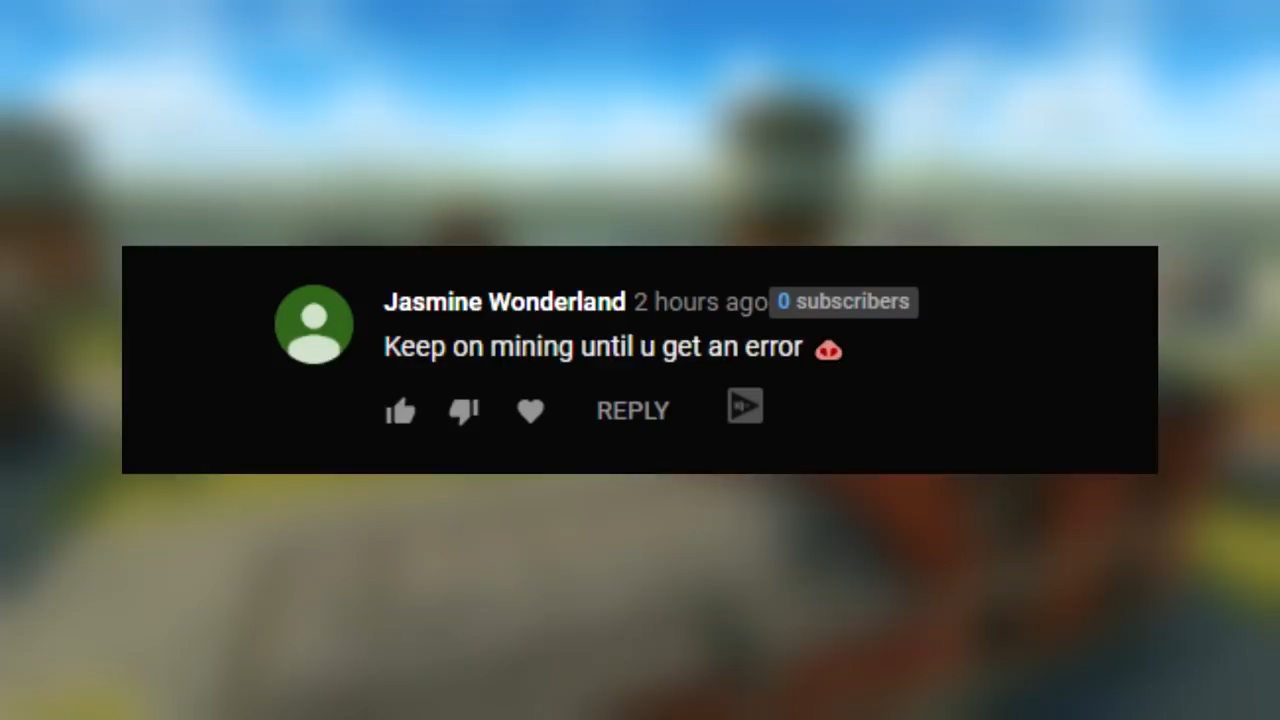 Jasmine Wonderland 2 hours ago 0 subscribers
Keep on mining until u get an error 🐽
REPLY